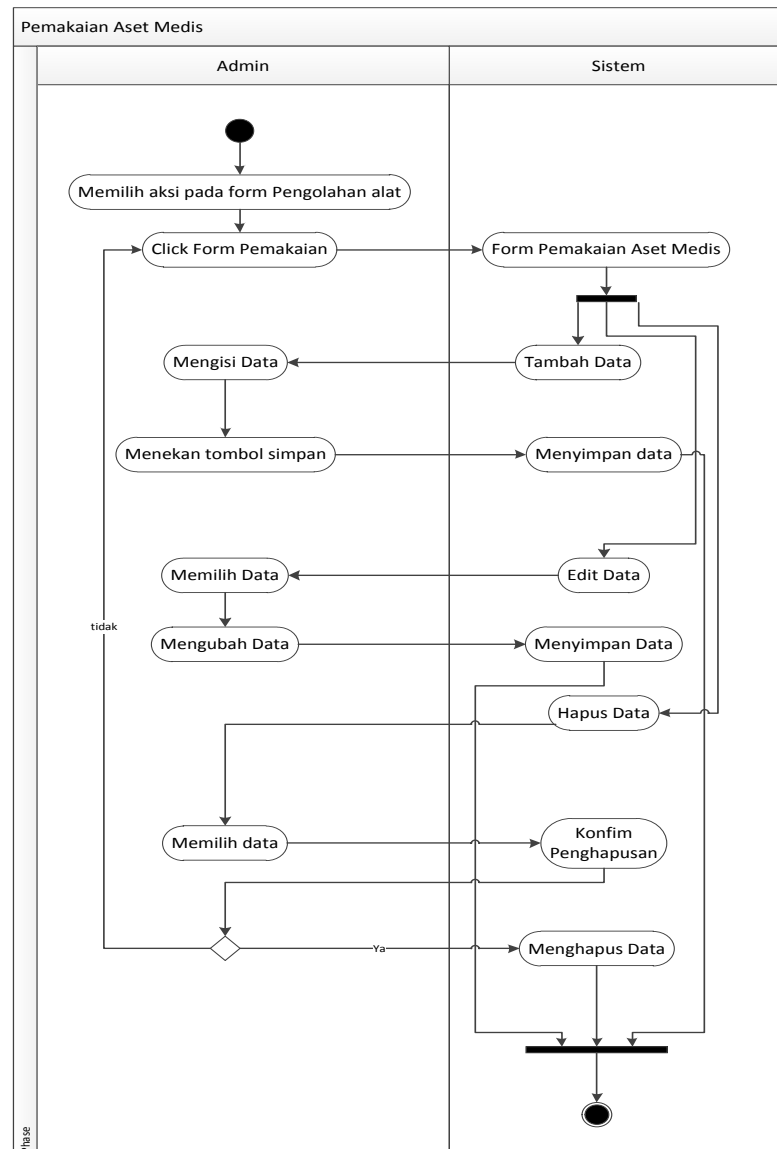 Pemakaian Aset Medis
Admin
Sistem
Memilih aksi pada form Pengolahan alat
Click Form Pemakaian
Form Pemakaian Aset Medis
Mengisi Data
Tambah Data
Menekan tombol simpan
Menyimpan data
Memilih Data
Edit Data
tidak
Mengubah Data
Menyimpan Data
Hapus Data
Memilih data
Konfim
Penghapusan
Ya
Menghapus Data